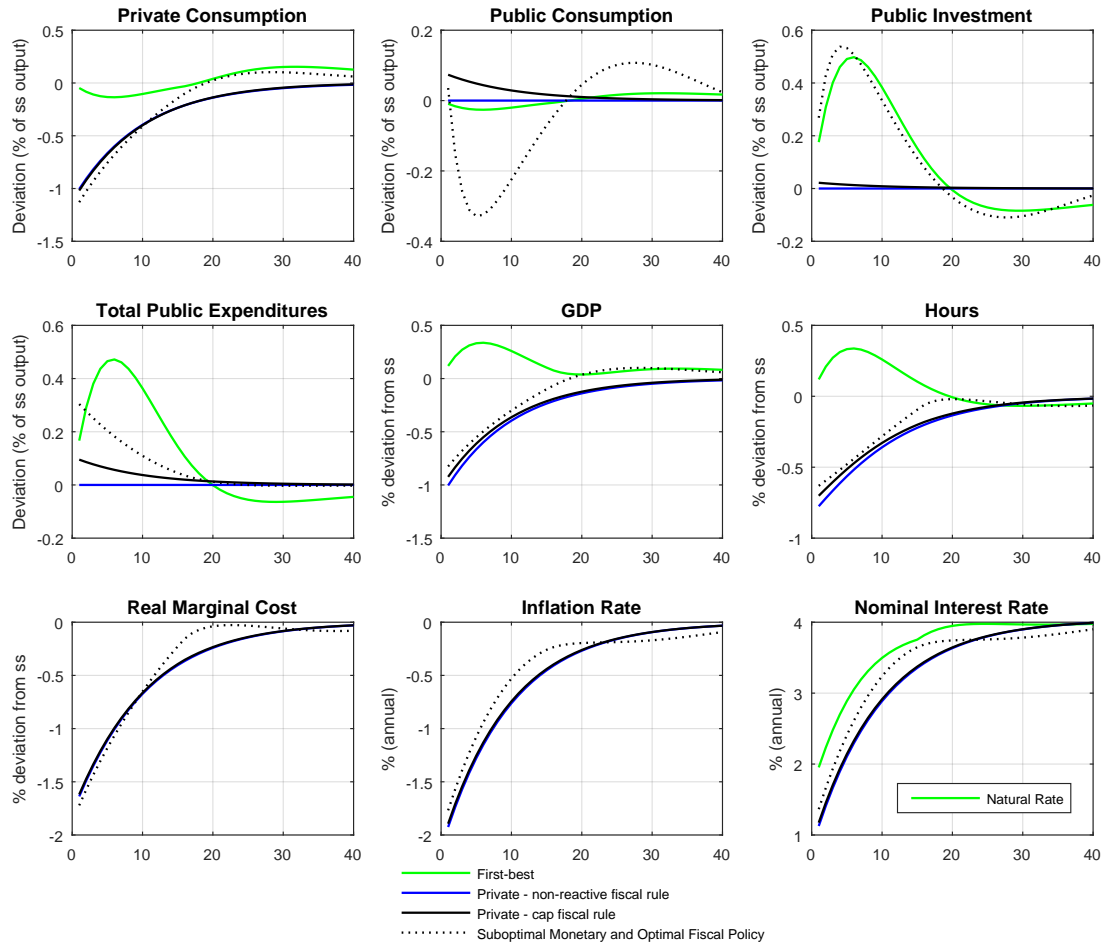 Private Consumption
Public Consumption
Public Investment
Deviation (% of ss output)
0.5
0
-0.5
-1
-1.5
0 10 20 30 40
Deviation (% of ss output)
0.2
0
-0.2
-0.4
0 10 20 30 40
Deviation (% of ss output)
0.6
0.4
0.2
0
-0.2
0 10 20 30 40
Total Public Expenditures
GDP
Hours
Deviation (% of ss output)
0.6
0.4
0.2
0
-0.2
0 10 20 30 40
% deviation from ss
0.5
0
-0.5
-1
-1.5
0 10 20 30 40
% deviation from ss
0.5
0
-0.5
-1
0 10 20 30 40
Real Marginal Cost
Inflation Rate
Nominal Interest Rate
% deviation from ss
0
-0.5
-1
-1.5
-2
0 10 20 30 40
% (annual)
0
-0.5
-1
-1.5
-2
0 10 20 30 40
% (annual)
4
3
2
1
0 10 20 30 40
Natural Rate
First-best
Private - non-reactive fiscal rule
Private - cap fiscal rule
Suboptimal Monetary and Optimal Fiscal Policy